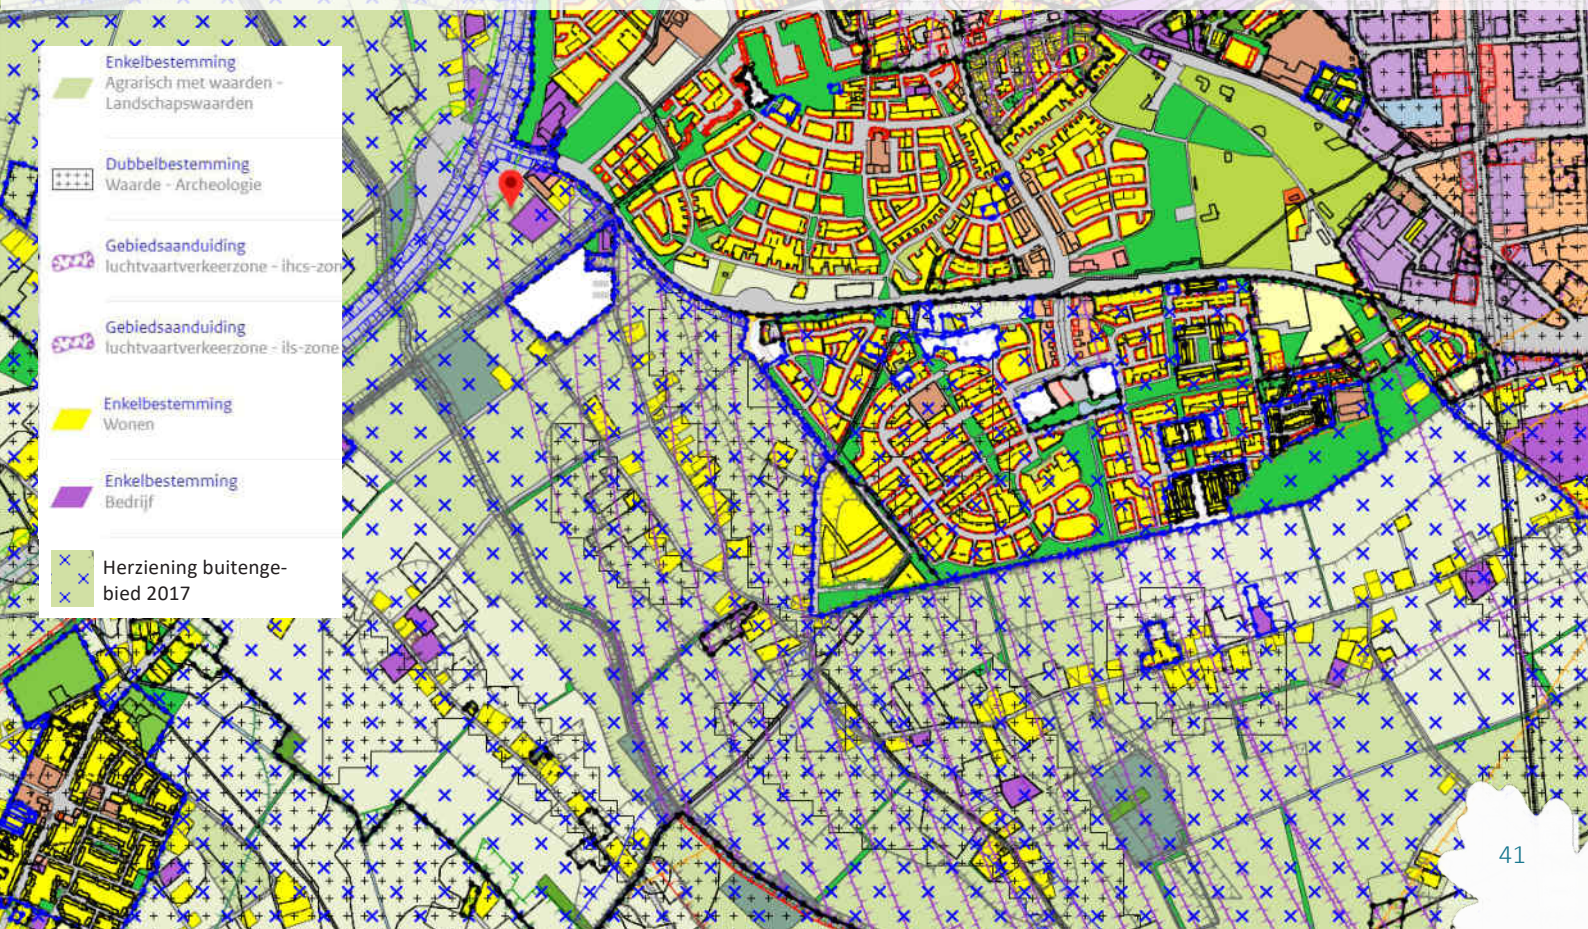 Enkelbestemming
Agrarisch met waarden -
Landschapswaarden
Dubbelbestemming
Waarde - Archeologie
Gebiedsaanduiding
luchtvaartverkeerzone - ihcs-zon
Gebiedsaanduiding
luchtvaartverkeerzone - ils-zone
Enkelbestemming
Wonen
Enkelbestemming
Bedrijf
Herziening buitenge-
bied 2017
41